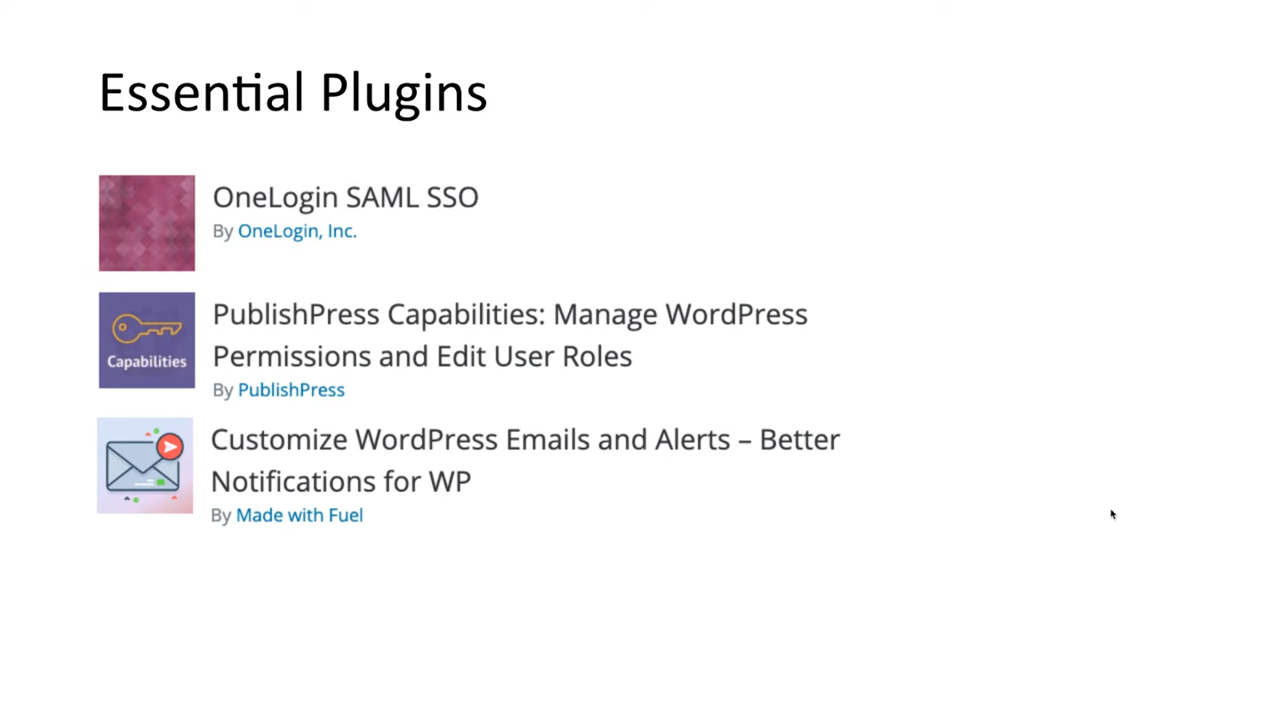 Essential Plugins
OneLogin SAML SSO
By OneLogin, Inc.
PublishPress Capabilities: Manage WordPress
Permissions and Edit User Roles
Capabilities
By PublishPress
Customize WordPress Emails and Alerts – Better
Notifications for WP
By Made with Fuel